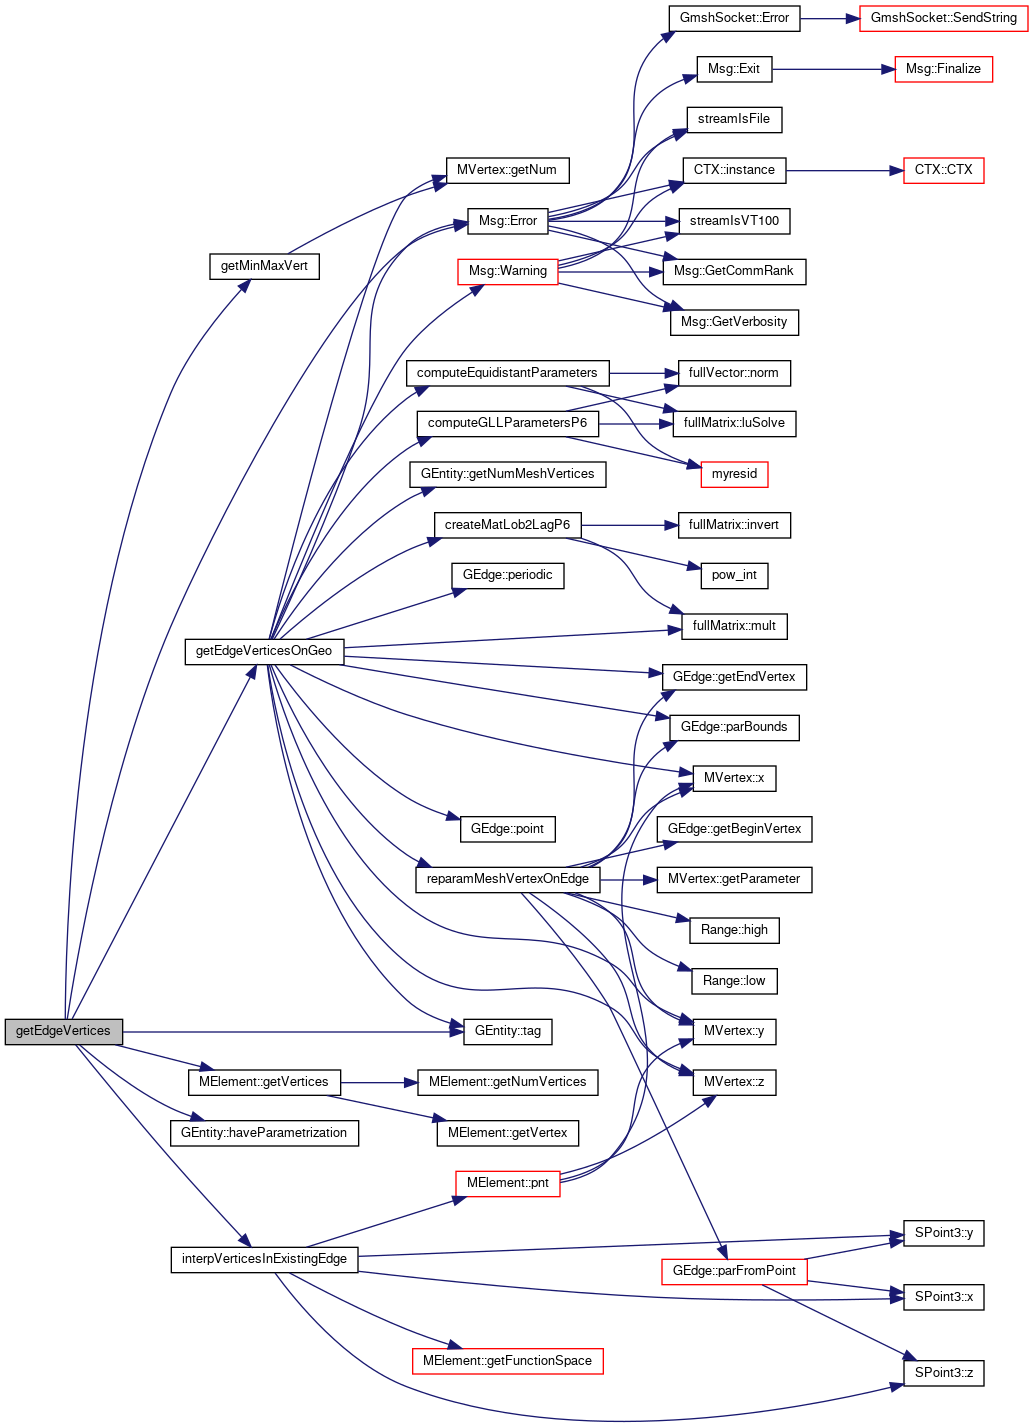 GmshSocket::Error
GmshSocket::SendString
Msg::Exit
Msg::Finalize
streamIsFile
MVertex::getNum
CTX::instance
CTX::CTX
Msg::Error
streamIsVT100
getMinMaxVert
Msg::Warning
Msg::GetCommRank
Msg::GetVerbosity
computeEquidistantParameters
fullVector::norm
computeGLLParametersP6
fullMatrix::luSolve
GEntity::getNumMeshVertices
myresid
createMatLob2LagP6
fullMatrix::invert
GEdge::periodic
pow_int
fullMatrix::mult
getEdgeVerticesOnGeo
GEdge::getEndVertex
GEdge::parBounds
MVertex::x
GEdge::point
GEdge::getBeginVertex
reparamMeshVertexOnEdge
MVertex::getParameter
Range::high
Range::low
getEdgeVertices
GEntity::tag
MVertex::y
MElement::getVertices
MElement::getNumVertices
MVertex::z
GEntity::haveParametrization
MElement::getVertex
MElement::pnt
SPoint3::y
interpVerticesInExistingEdge
GEdge::parFromPoint
SPoint3::x
MElement::getFunctionSpace
SPoint3::z